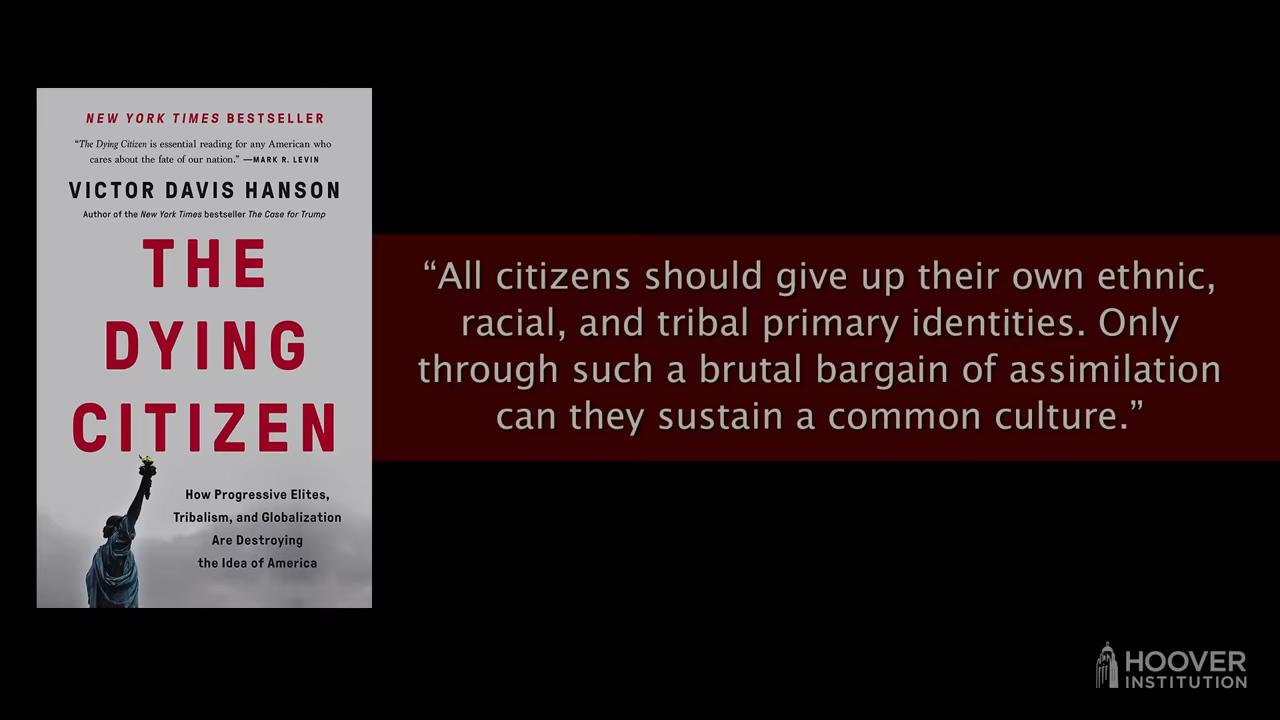 NEW YORK TIMES BESTSELLER
“The Dying Citizen is essential reading for any American who
cares about the fate of our nation.” —MARK R. LEVIN
VICTOR DAVIS HANSON
Author of the New York Times bestseller The Case for Trump
THE
DYING
CITIZEN
How Progressive Elites,
Tribalism, and Globalization
Are Destroying
the Idea of America
“All citizens should give up their own ethnic,
racial, and tribal primary identities. Only
through such a brutal bargain of assimilation
can they sustain a common culture.”
HOOVER
INSTITUTION